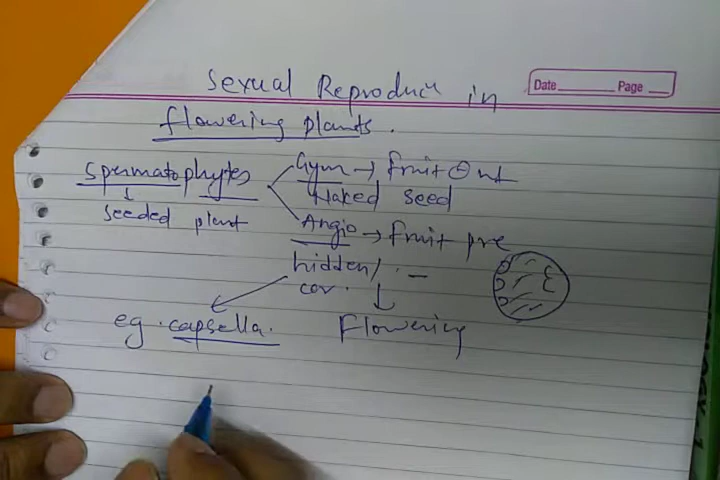 Sexual Reproduct in
Date Page
flowering plants.
Spermatophytes
Gym → fruit nt
Naked seed
seeded plant
Angio → fruit pre
hidden/
cov.
eg. capsella.
Flowering